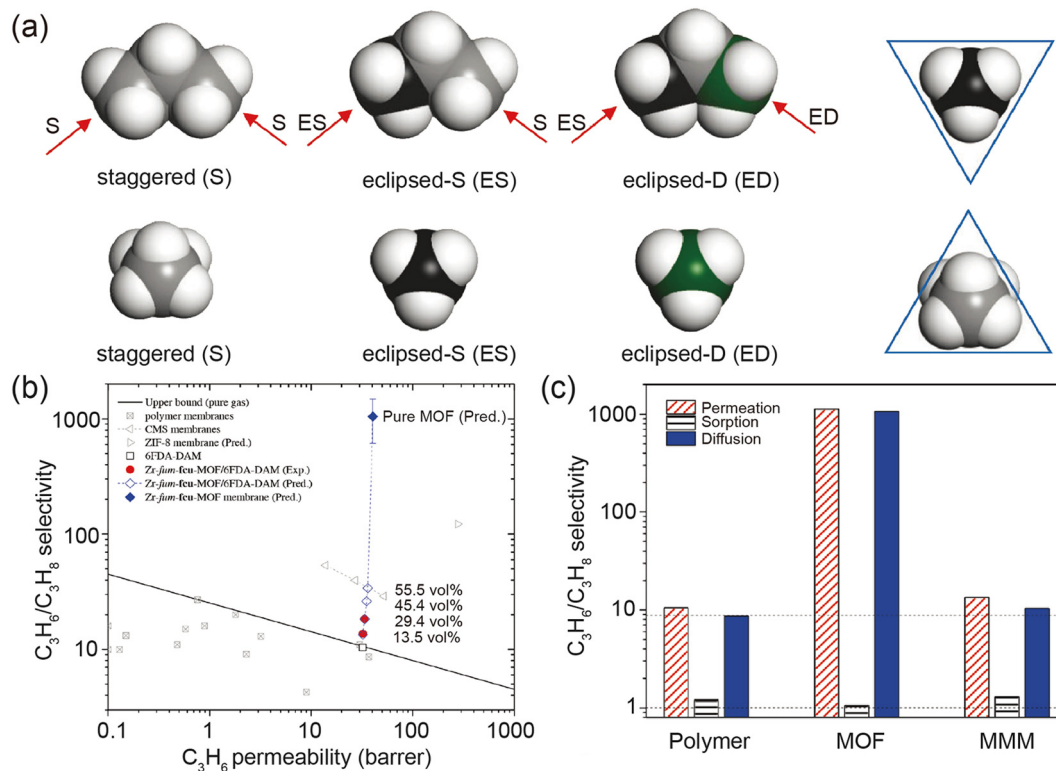 (a)
S
S
ES
S
ES
ED
staggered (S)
eclipsed-S (ES)
eclipsed-D (ED)
staggered (S)
eclipsed-S (ES)
eclipsed-D (ED)
(b)
C3H6/C3H8 selectivity
1000
100
10
Upper bound (pure gas)
polymer membranes
CMS membranes
ZIF-8 membrane (Pred.)
6FDA-DAM
Zr-fum-fcu-MOF/6FDA-DAM (Exp.)
Zr-fum-fcu-MOF/6FDA-DAM (Pred.)
Zr-fum-fcu-MOF membrane (Pred.)
Pure MOF (Pred.)
55.5 vol%
45.4 vol%
29.4 vol%
13.5 vol%
0.1 1 10 100 1000
C3H6 permeability (barrer)
(c)
C3H6/C3H8 selectivity
1000
100
10
1
Permeation
Sorption
Diffusion
Polymer MOF MMM